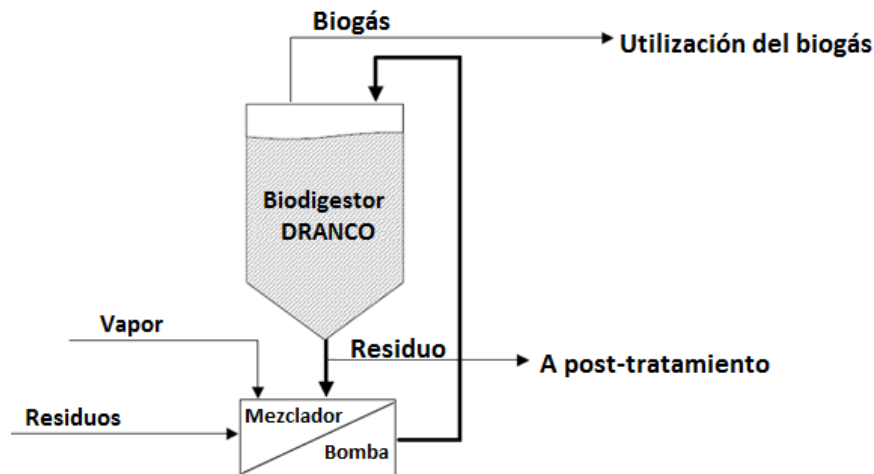 Biogás
Utilización del biogás
Biodigestor
DRANCO
Vapor
Residuo
A post-tratamiento
Residuos
Mezclador
Bomba